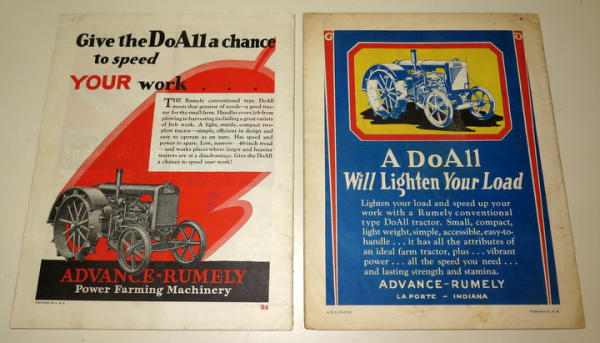 Give the DoAll a chance
to speed
YOUR work . . . .
THE Rumely conventional type DoAll
meets that greatest of needs—a good trac-
tor for the small farm. Handles every job from
plowing to harvesting including a great variety
of belt work. A light, sturdy, compact two-
plow tractor—simple, efficient in design and
easy to operate as an auto. Has speed and
power to spare. Low, narrow—46-inch tread
—and works places where larger and heavier
tractors are at a disadvantage. Give the DoAll
a chance to speed your work!
ADVANCE-RUMELY
Power Farming Machinery
PRINTED IN U.S.A.
R6
A DoAll
Will Lighten Your Load
Lighten your load and speed up your
work with a Rumely conventional
type DoAll tractor. Small, compact,
light weight, simple, accessible, easy-to-
handle . . . it has all the attributes of
an ideal farm tractor, plus . . . vibrant
power . . . all the speed you need . . .
and lasting strength and stamina.
ADVANCE-RUMELY
LA PORTE - INDIANA
Printed in U.S.A.